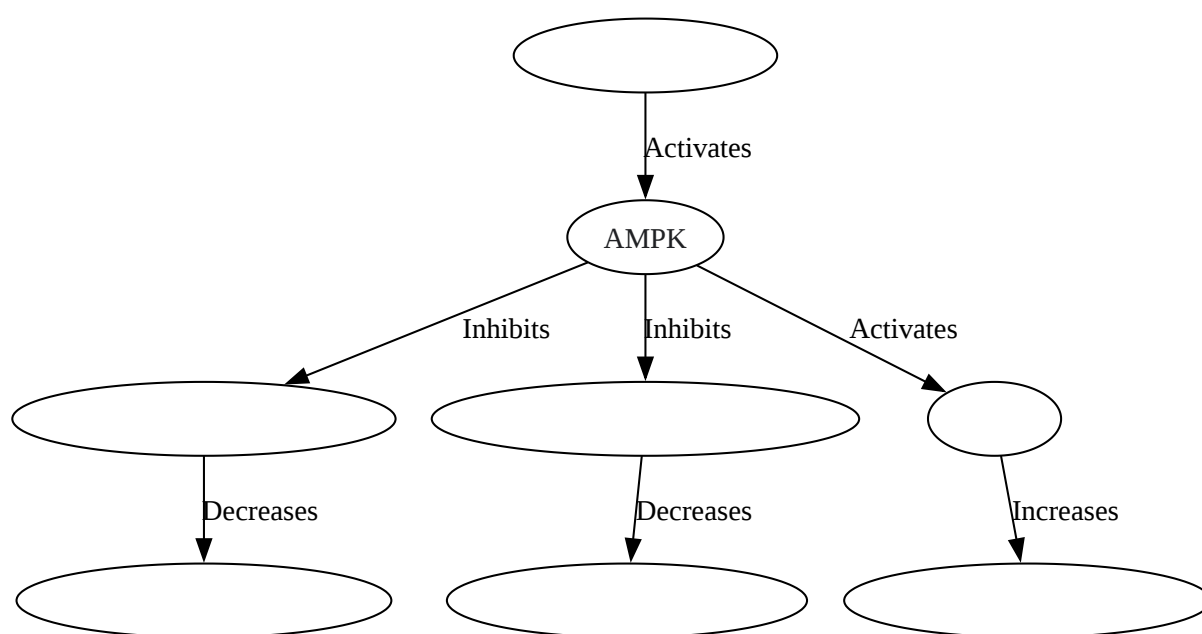 Activates
AMPK
Inhibits
Inhibits
Activates
Decreases
Decreases
Increases